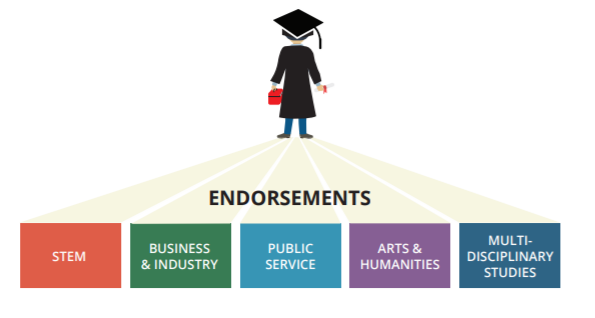 ENDORSEMENTS
STEM
BUSINESS
& INDUSTRY
PUBLIC
SERVICE
ARTS &
HUMANITIES
MULTI-
DISCIPLINARY
STUDIES